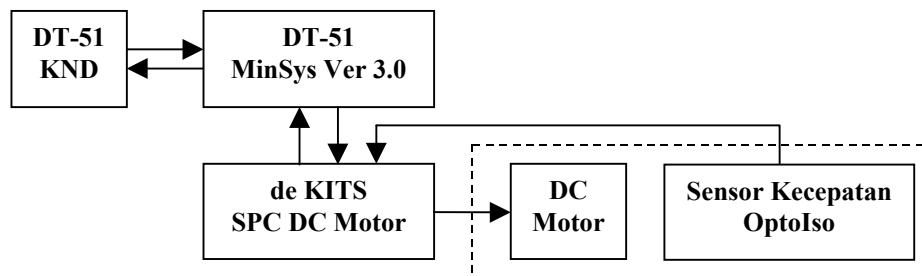 DT-51
KND
DT-51
MinSys Ver 3.0
de KITS
SPC DC Motor
DC
Motor
Sensor Kecepatan
OptoIso